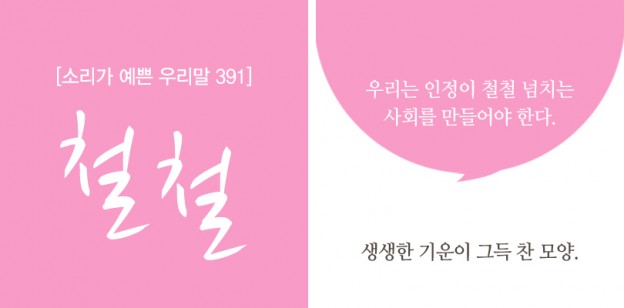 [소리가 예쁜 우리말 391]
철철
우리는 인정이 철철 넘치는
사회를 만들어야 한다.
생생한 기운이 그득 찬 모양.